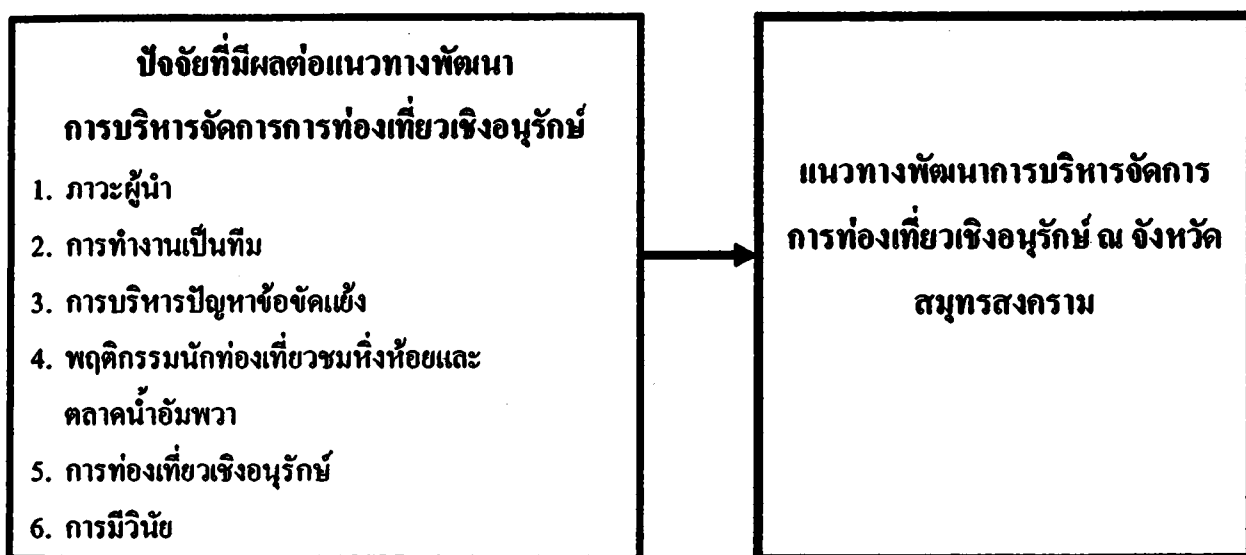 ปัจจัยที่มีผลต่อแนวทางพัฒนา
การบริหารจัดการการท่องเที่ยวเชิงอนุรักษ์
1. ภาวะผู้นำ
2. การทำงานเป็นทีม
3. การบริหารปัญหาข้อขัดแย้ง
4. พฤติกรรมนักท่องเที่ยวชมหิ่งห้อยและ
ตลาดน้ำอัมพวา
5. การท่องเที่ยวเชิงอนุรักษ์
6. การมีวินัย
แนวทางพัฒนาการบริหารจัดการ
การท่องเที่ยวเชิงอนุรักษ์ ณ จังหวัด
สมุทรสงคราม